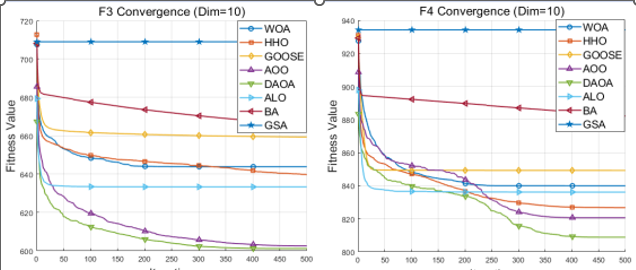 F3 Convergence (Dim=10)
720
700
680
660
640
620
600
Fitness Value
0 50 100 150 200 250 300 350 400 450 500
WOA
HHO
GOOSE
AOO
DAOA
ALO
BA
GSA
F4 Convergence (Dim=10)
940
920
900
880
860
840
820
800
Fitness Value
0 50 100 150 200 250 300 350 400 450 500
WOA
HHO
GOOSE
AOO
DAOA
ALO
BA
GSA